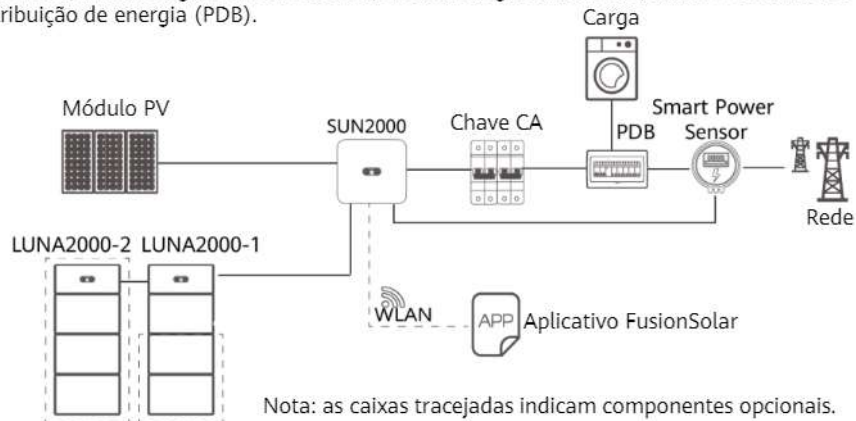 ribuição de energia (PDB).
Carga
Módulo PV
SUN2000
Chave CA
PDB
Smart Power
Sensor
Rede
LUNA2000-2 LUNA2000-1
WLAN
APP
Aplicativo FusionSolar
Nota: as caixas tracejadas indicam componentes opcionais.